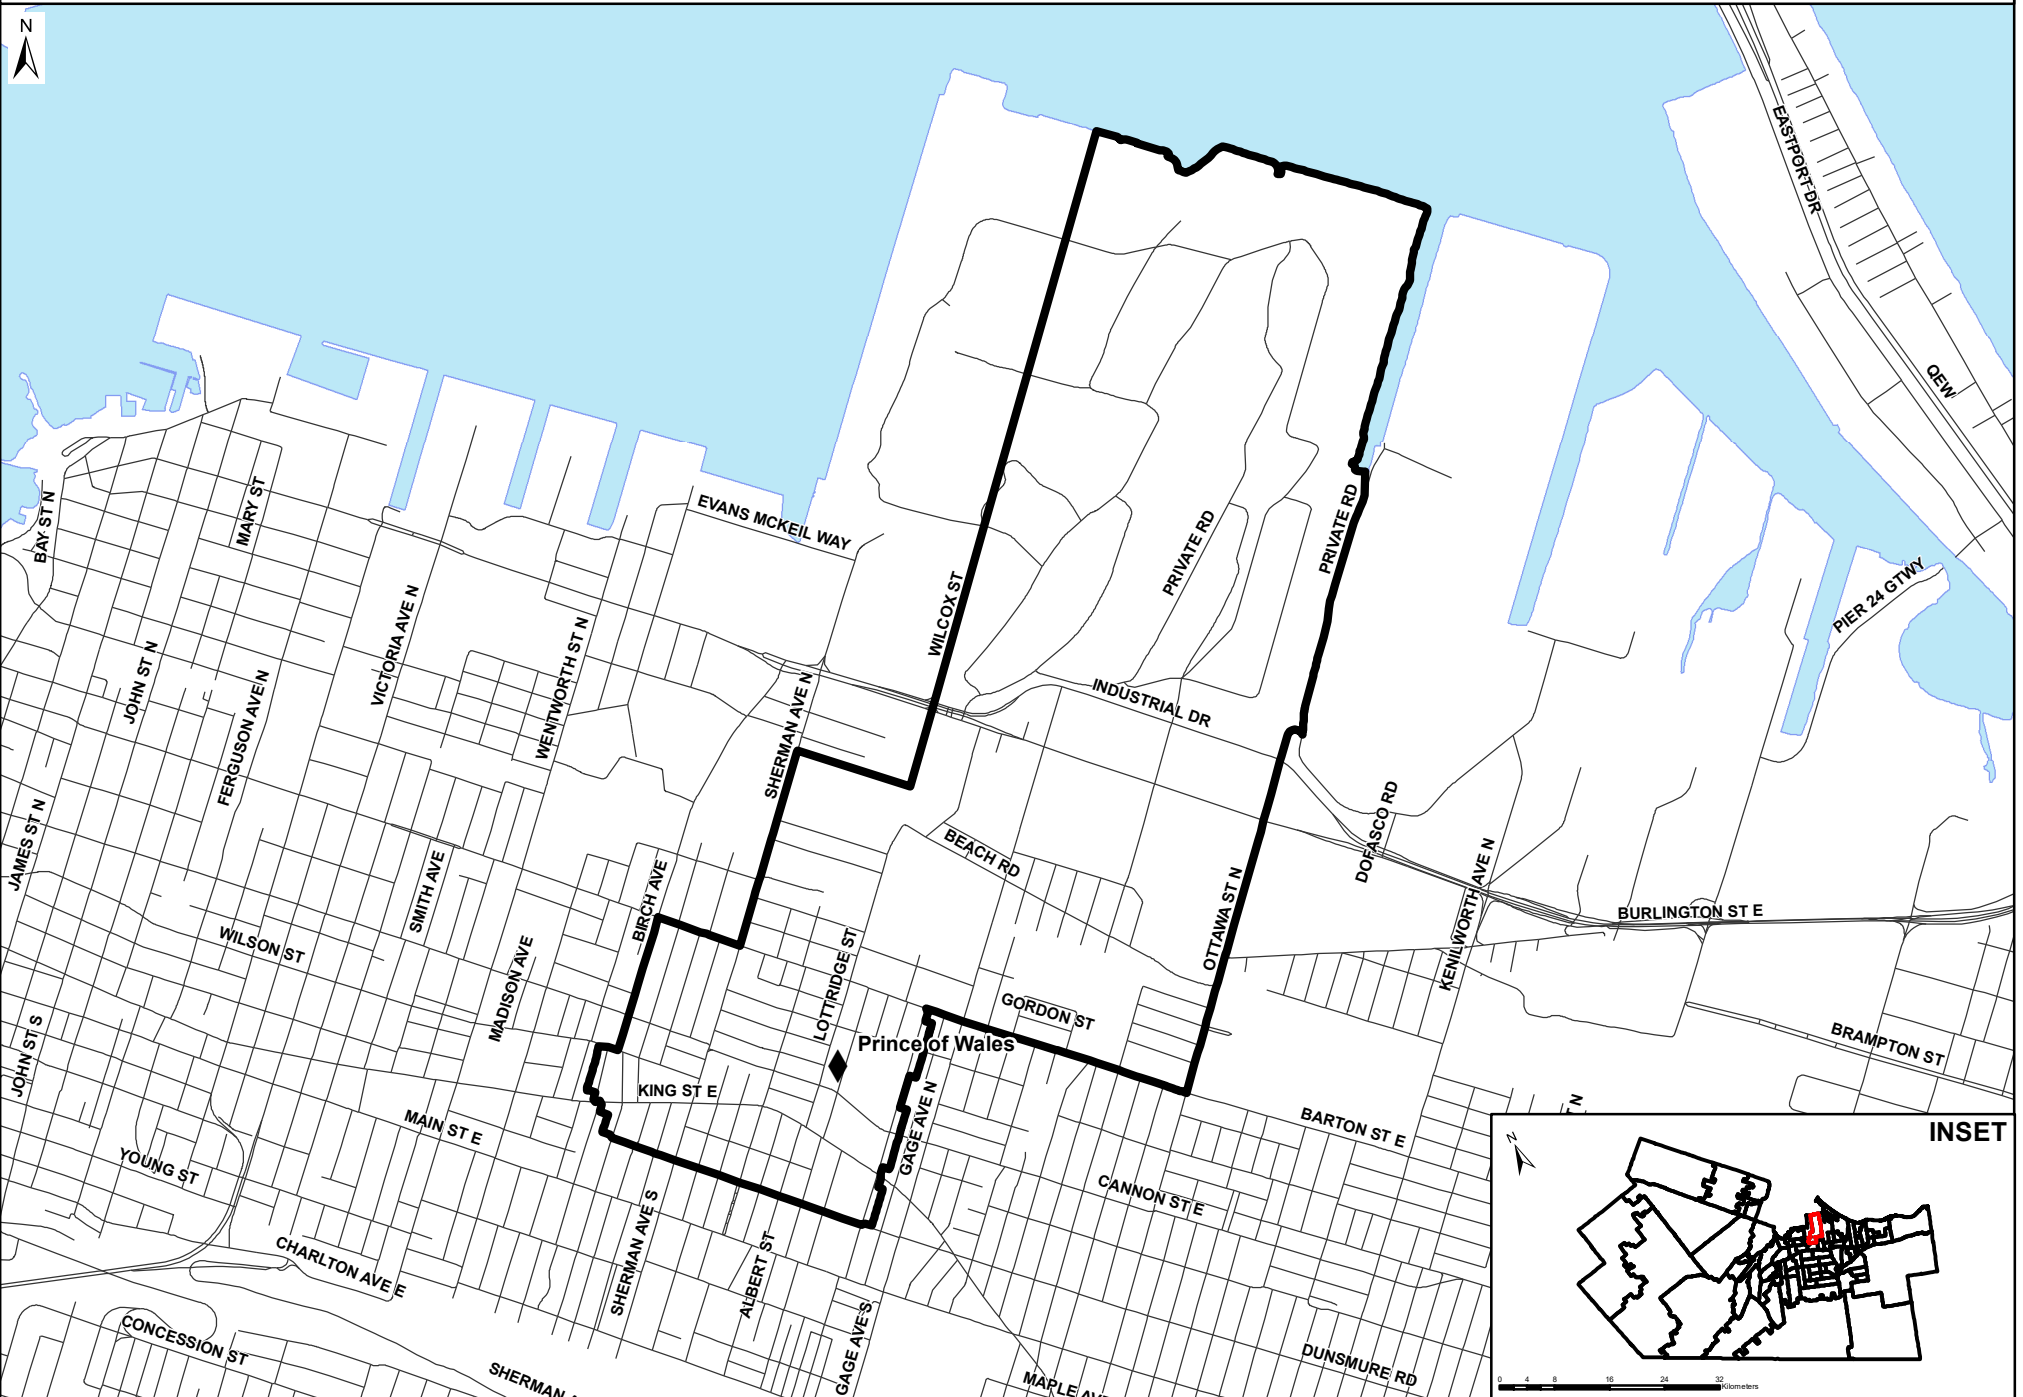 N
EASTPORT DR
QEW
BAY ST N
MARY ST
EVANS MCKEIL WAY
PRIVATE RD
PRIVATE RD
PIER 24 GTWY
WILCOX ST
VICTORIA AVE N
WENTWORTH ST N
JOHN ST N
FERGUSON AVE N
SHERMAN AVE N
INDUSTRIAL DR
DOFASCO RD
JAMES ST N
SMITH AVE
BIRCH AVE
BEACH RD
OTTAWA ST N
KENILWORTH AVE N
BURLINGTON ST E
WILSON ST
MADISON AVE
LOTTRIDGE ST
GORDON ST
BRAMPTON ST
JOHN ST S
Prince of Wales
KING ST E
MAIN ST E
GAGE AVE N
BARTON ST E
T N
YOUNG ST
CANNON ST E
CHARLTON AVE E
SHERMAN AVE S
ALBERT ST
GAGE AVE S
CONCESSION ST
SHERMAN A
MAPLE AVE
DUNSMURE RD
INSET
N
0 4 8 16 24 32
Kilometers